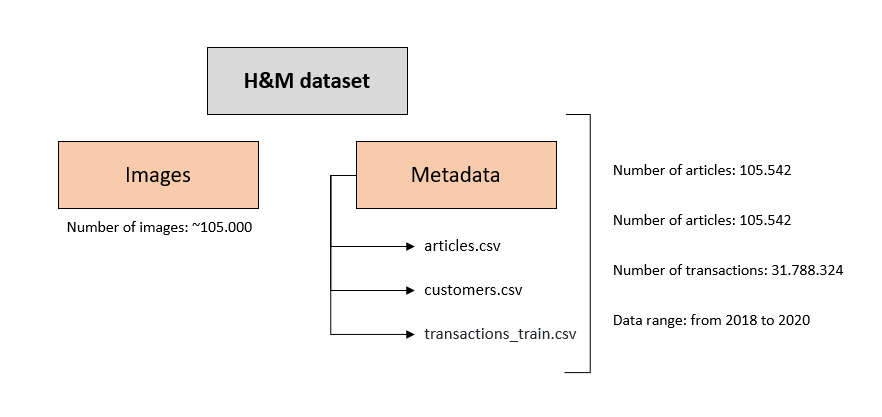 H&M dataset
Images
Number of images: ~105.000
Metadata
articles.csv
customers.csv
transactions_train.csv
Number of articles: 105.542
Number of articles: 105.542
Number of transactions: 31.788.324
Data range: from 2018 to 2020